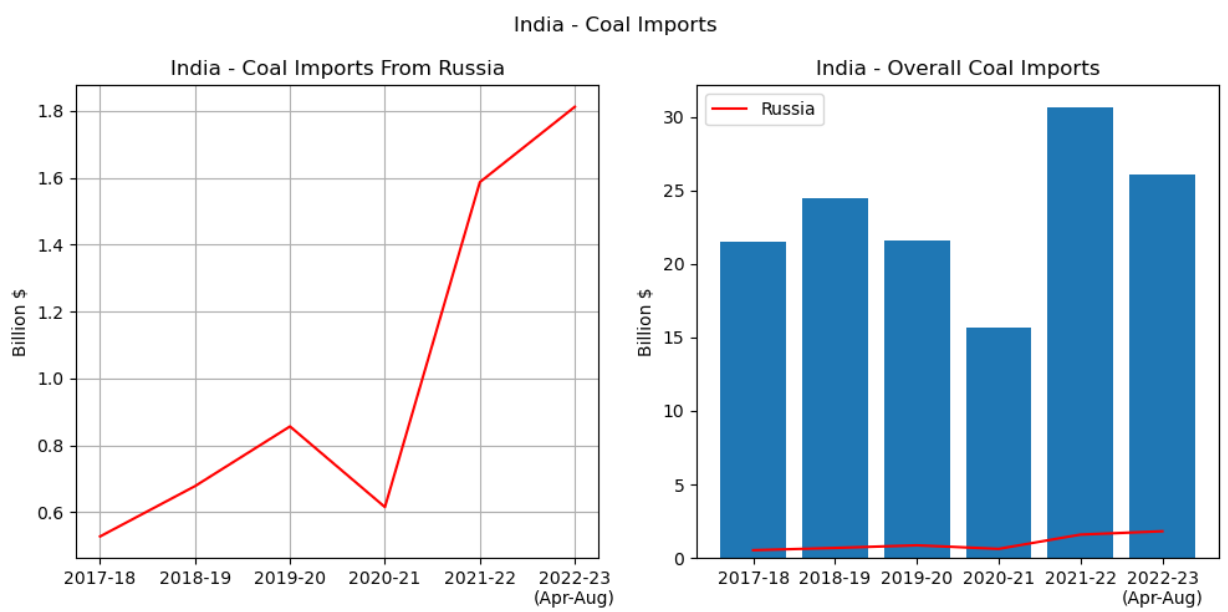 India - Coal Imports
India - Coal Imports From Russia
Billion $
1.8
1.6
1.4
1.2
1.0
0.8
0.6
2017-18 2018-19 2019-20 2020-21 2021-22 2022-23
(Apr-Aug)
India - Overall Coal Imports
Russia
Billion $
30
25
20
15
10
5
0
2017-18 2018-19 2019-20 2020-21 2021-22 2022-23
(Apr-Aug)